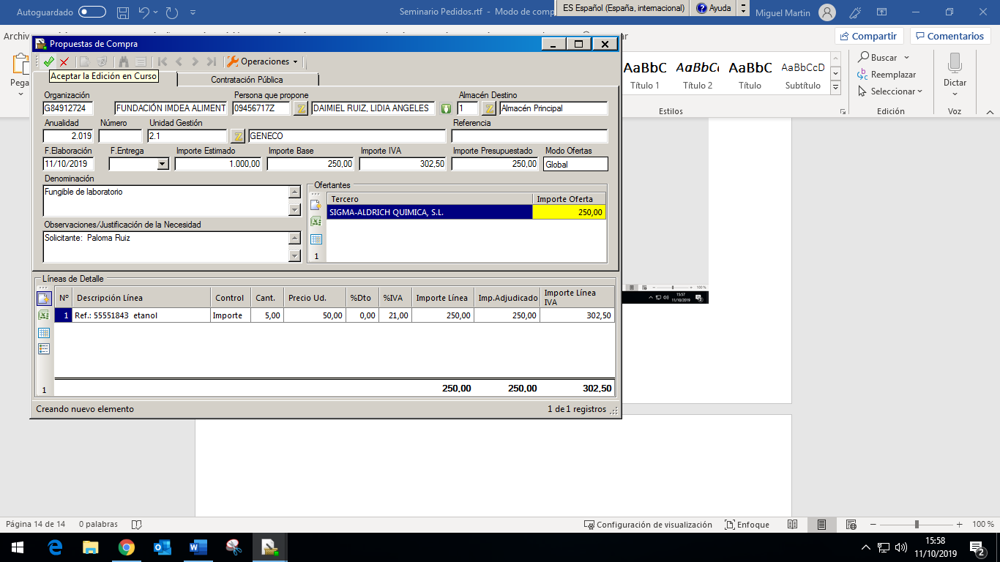 Autoguardado
Seminario Pedidos.rtf - Modo de comp
ES Español (España, internacional)
Ayuda
Miguel Martin
Archiv
Compartir
Comentarios
Propuestas de Compra
Operaciones
Aceptar la Edición en Curso
Contratación Pública
Pega
AaBbC
AaBbCc
AaBbC
AaBbCcD
Título 1
Título 2
Título
Subtítulo
Estilos
Buscar
Reemplazar
Seleccionar
Edición
Dictar
Voz
Organización
Persona que propone
Almacén Destino
G84912724
FUNDACIÓN IMDEA ALIMENT
09456717Z
DAIMIEL RUIZ, LIDIA ANGELES
1
Almacén Principal
Anualidad
Número
Unidad Gestión
Referencia
2.019
2.1
GENECO
F.Elaboración
F.Entrega
Importe Estimado
Importe Base
Importe IVA
Importe Presupuestado
Modo Ofertas
11/10/2019
1.000,00
250,00
302,50
250,00
Global
Denominación
Fungible de laboratorio
Ofertantes
Tercero
Importe Oferta
SIGMA-ALDRICH QUIMICA, S.L.
250,00
1
Observaciones/Justificación de la Necesidad
Solicitante: Paloma Ruiz
Líneas de Detalle
Nº
Descripción Línea
Control
Cant.
Precio Ud.
%Dto
%IVA
Importe Línea
Imp.Adjudicado
Importe Línea IVA
1
Ref.: 55551843 etanol
Importe
5,00
50,00
0,00
21,00
250,00
250,00
302,50
1
250,00
250,00
302,50
Creando nuevo elemento
1 de 1 registros
100 %
15:57
11/10/2019
Página 14 de 14
0 palabras
Configuración de visualización
Enfoque
100 %
15:58
11/10/2019
2